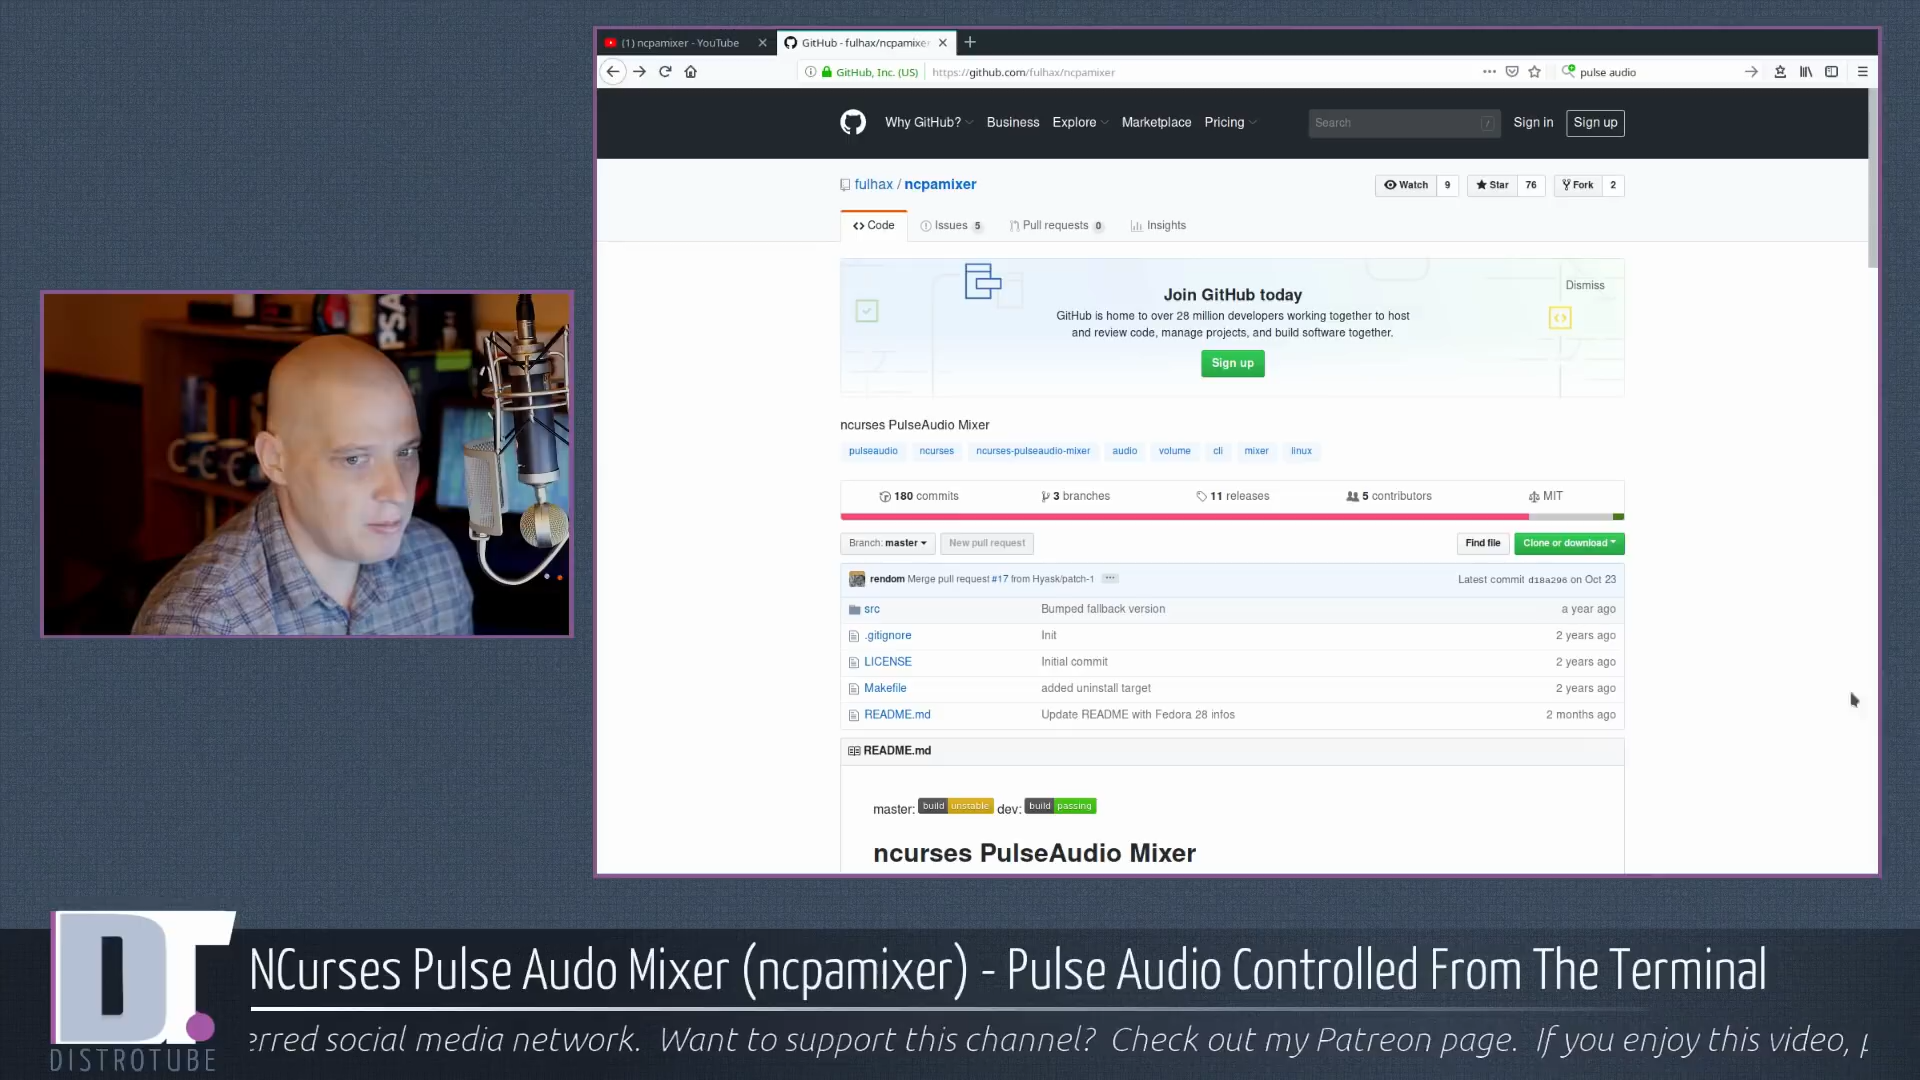 (1) ncpamixer - YouTube
GitHub - fulhax/ncpamixer
GitHub, Inc. (US)
https://github.com/fulhax/ncpamixer
pulse audio
Why GitHub? Business Explore Marketplace Pricing
Search /
Sign in Sign up
fulhax / ncpamixer
Watch 9 Star 76 Fork 2
Code Issues 5 Pull requests 0 Insights
Dismiss
Join GitHub today
GitHub is home to over 28 million developers working together to host
and review code, manage projects, and build software together.
Sign up
ncurses PulseAudio Mixer
pulseaudio ncurses ncurses-pulseaudio-mixer audio volume cli mixer linux
180 commits 3 branches 11 releases 5 contributors MIT
Branch: master New pull request Find file Clone or download
rendom Merge pull request #17 from Hyask/patch-1 ... Latest commit d18a296 on Oct 23
src Bumped fallback version a year ago
.gitignore Init 2 years ago
LICENSE Initial commit 2 years ago
Makefile added uninstall target 2 years ago
README.md Update README with Fedora 28 infos 2 months ago
README.md
master: build unstable dev: build passing
ncurses PulseAudio Mixer
DT
DISTROTUBE
NCurses Pulse Audo Mixer (ncpamixer) - Pulse Audio Controlled From The Terminal
erred social media network. Want to support this channel? Check out my Patreon page. If you enjoy this video,